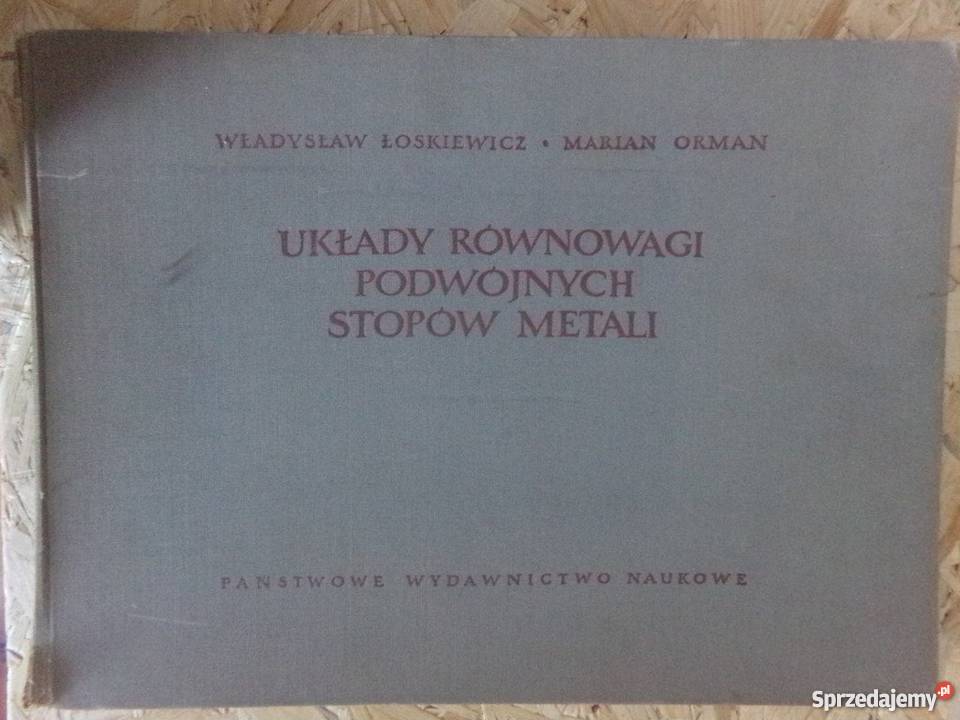 WŁADYSŁAW ŁOSKIEWICZ • MARIAN ORMAN
UKŁADY RÓWNOWAGI
PODWÓJNYCH
STOPÓW METALI
PAŃSTWOWE WYDAWNICTWO NAUKOWE
Sprzedajemy.pl